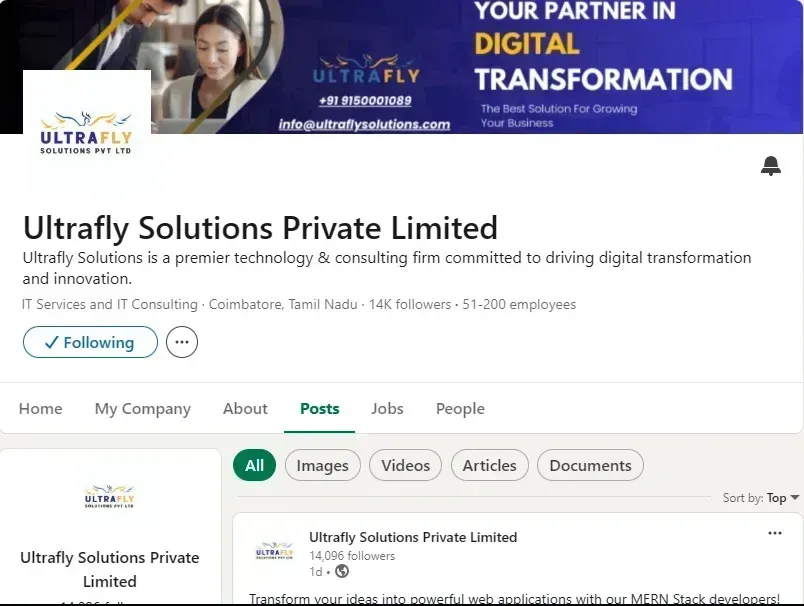 YOUR PARTNER IN
DIGITAL
TRANSFORMATION
The Best Solution For Growing
Your Business
ULTRAFLY
+91 9150001089
info@ultraflysolutions.com
ULTRAFLY
SOLUTIONS PVT LTD
Ultrafly Solutions Private Limited
Ultrafly Solutions is a premier technology & consulting firm committed to driving digital transformation
and innovation.
IT Services and IT Consulting · Coimbatore, Tamil Nadu · 14K followers · 51-200 employees
Following
Home My Company About Posts Jobs People
All Images Videos Articles Documents
Sort by: Top
ULTRAFLY
SOLUTIONS PVT LTD
Ultrafly Solutions Private
Limited
ULTRAFLY
SOLUTIONS PVT LTD
Ultrafly Solutions Private Limited
14,096 followers
1d •
Transform your ideas into powerful web applications with our MERN Stack developers!